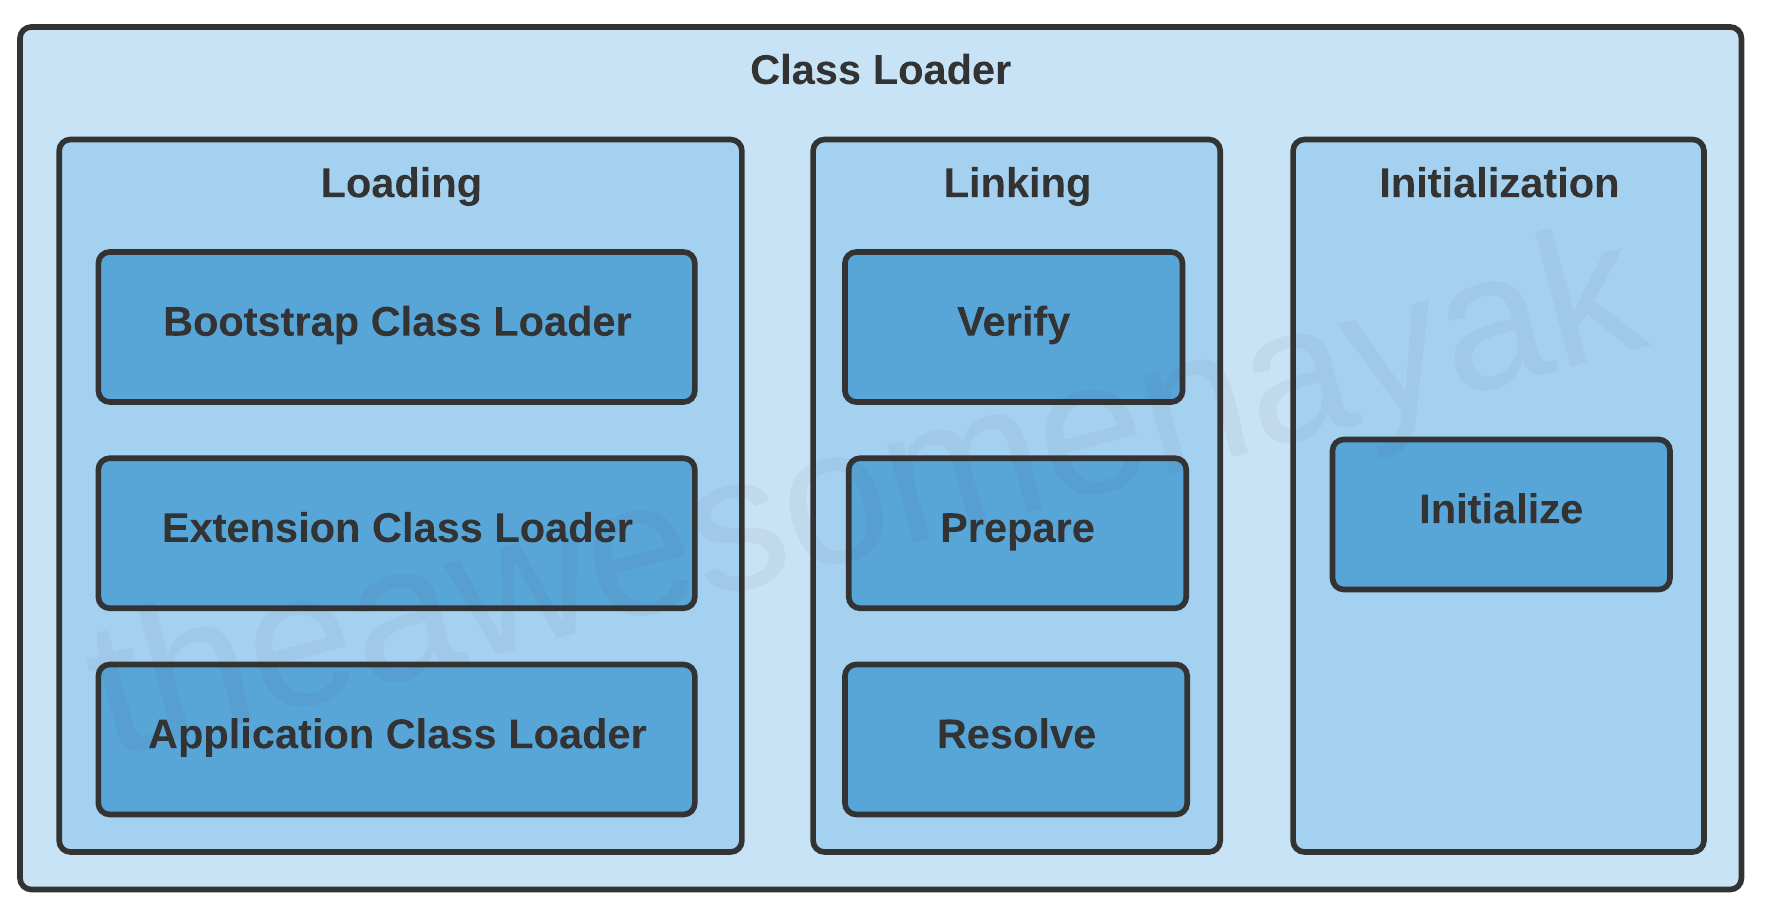 Class Loader
Loading
Bootstrap Class Loader
Extension Class Loader
Application Class Loader
Linking
Verify
Prepare
Resolve
Initialization
Initialize
theawesomenayak